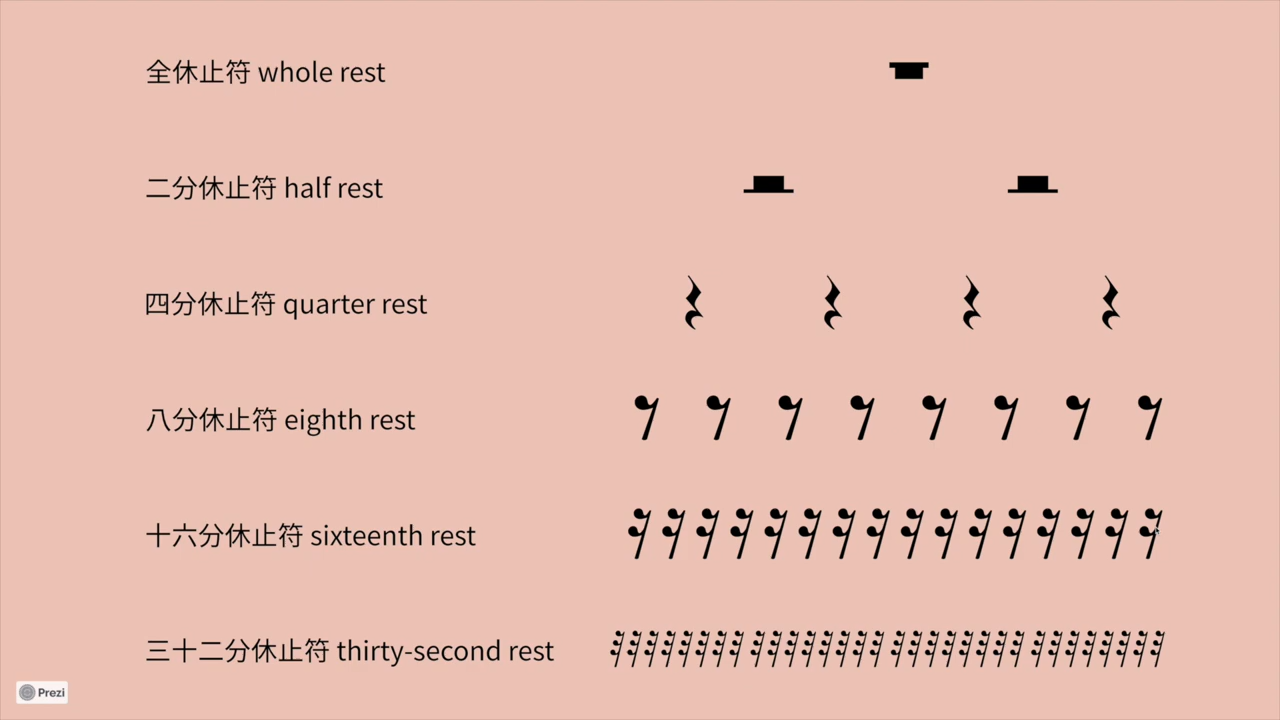 全休止符 whole rest
二分休止符 half rest
四分休止符 quarter rest
八分休止符 eighth rest
十六分休止符 sixteenth rest
三十二分休止符 thirty-second rest
Prezi